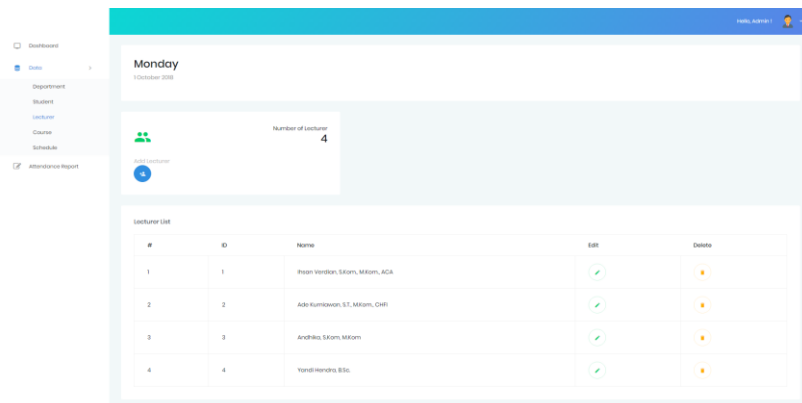 Hello, Admin !
Dashboard
Data
Department
Student
Lecturer
Course
Schedule
Attendance Report
Monday
1 October 2018
Number of Lecturer
4
Add Lecturer
Lecturer List
# ID Name Edit Delete
1 1 Ihsan Verdian, S.Kom., M.Kom., ACA
2 2 Ade Kurniawan, S.T., M.Kom., CHFI
3 3 Andhika, S.Kom, M.Kom
4 4 Yandi Hendra, B.Sc,